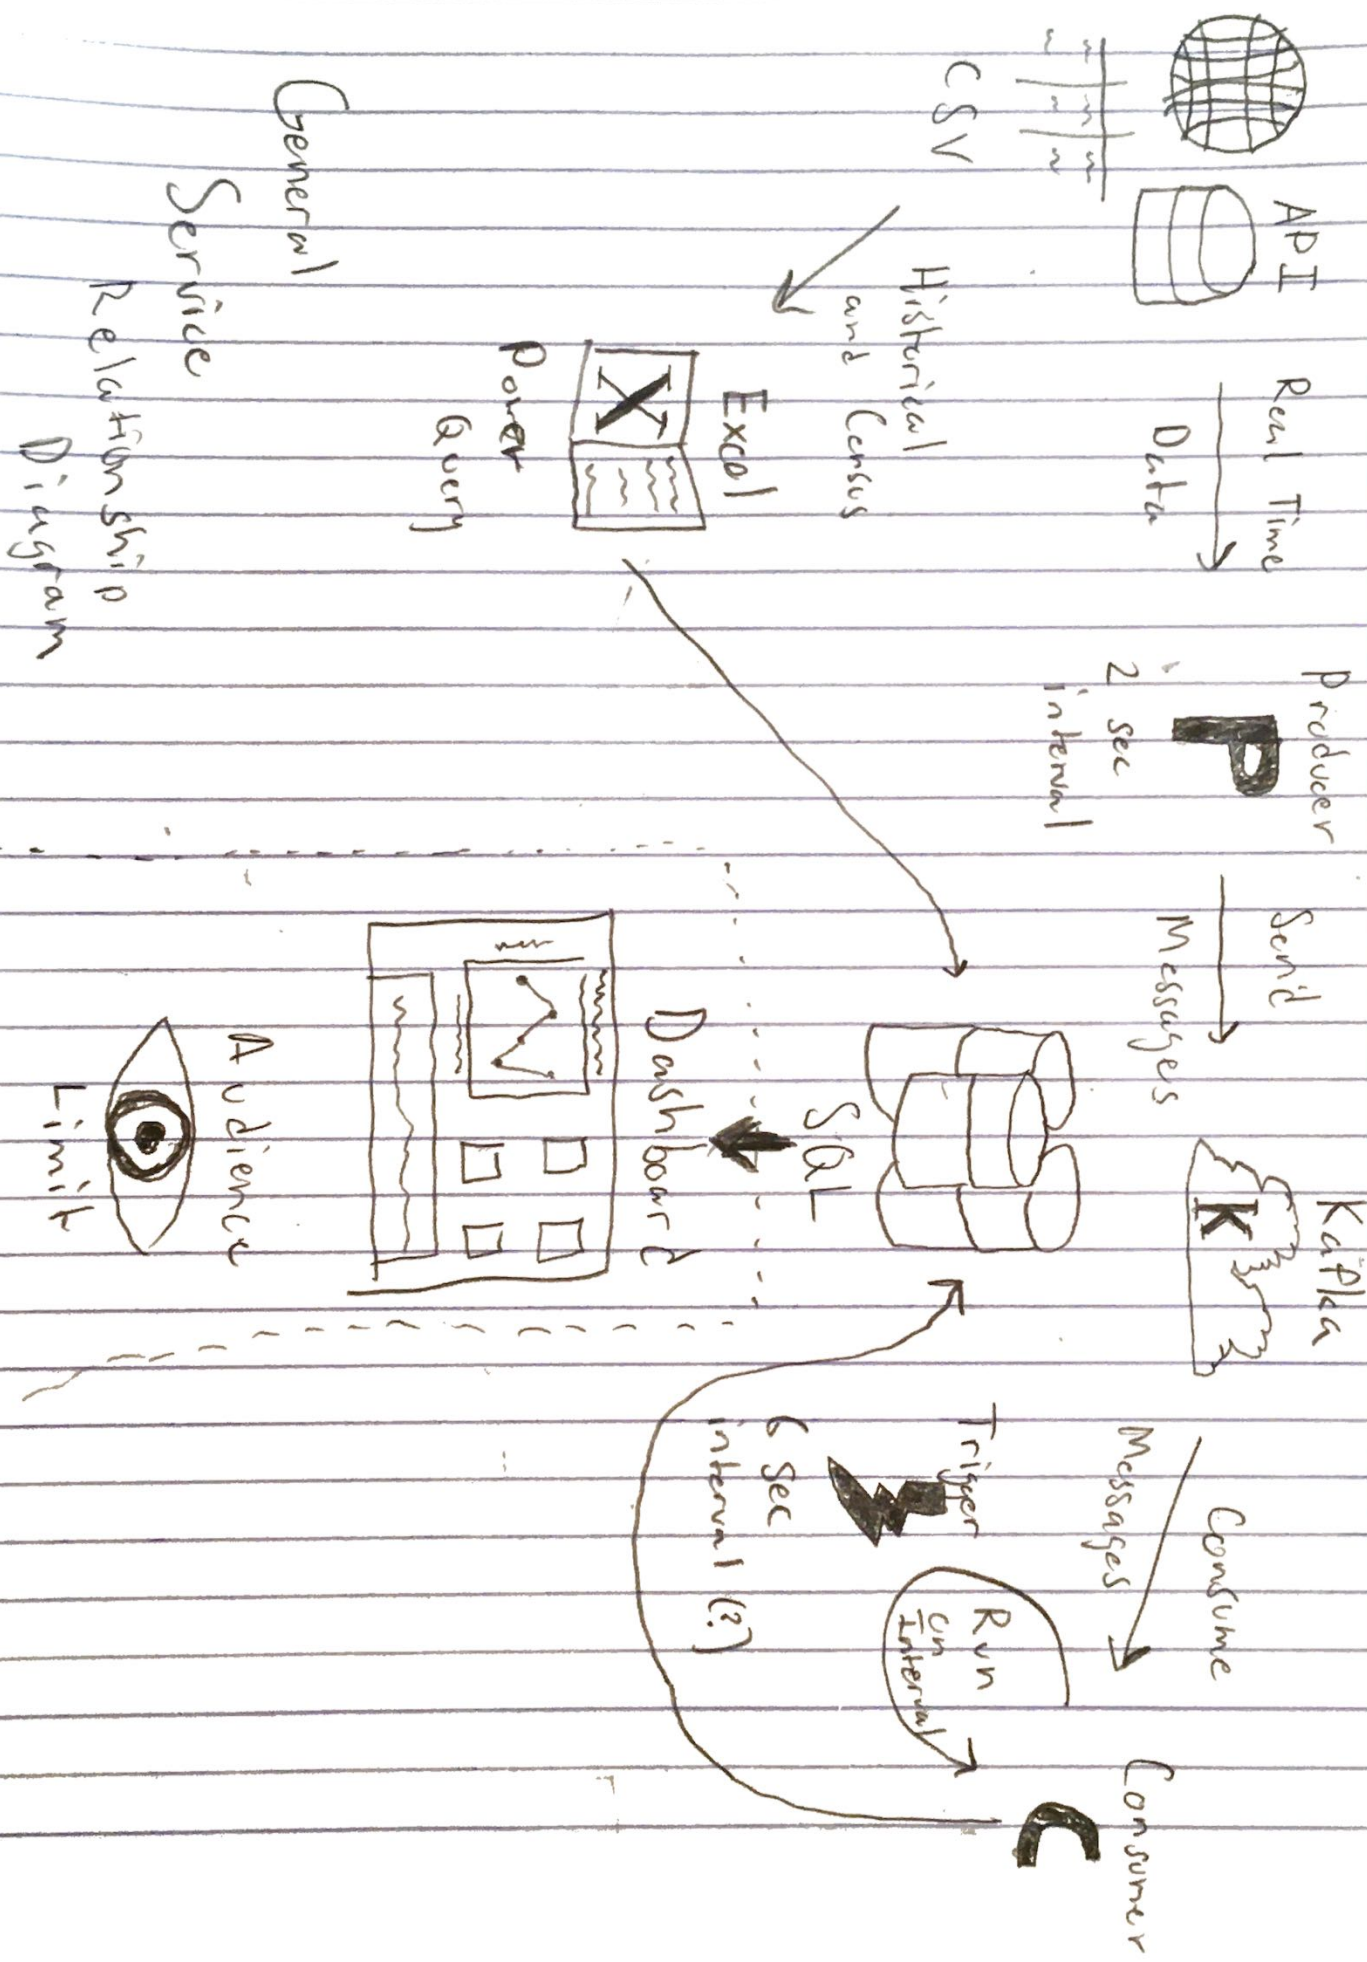 API
CSV
Real Time
Data
Producer
P
2 sec
interval
Send
Messages
Kafka
K
Consume
Messages
Consumer
C
Trigger
Run
on
Interval
6 sec
interval (?)
Historical
and Census
Excel
X
Power
Query
SQL
Dashboard
Audience
Limit
General
Service
Relationship
Diagram